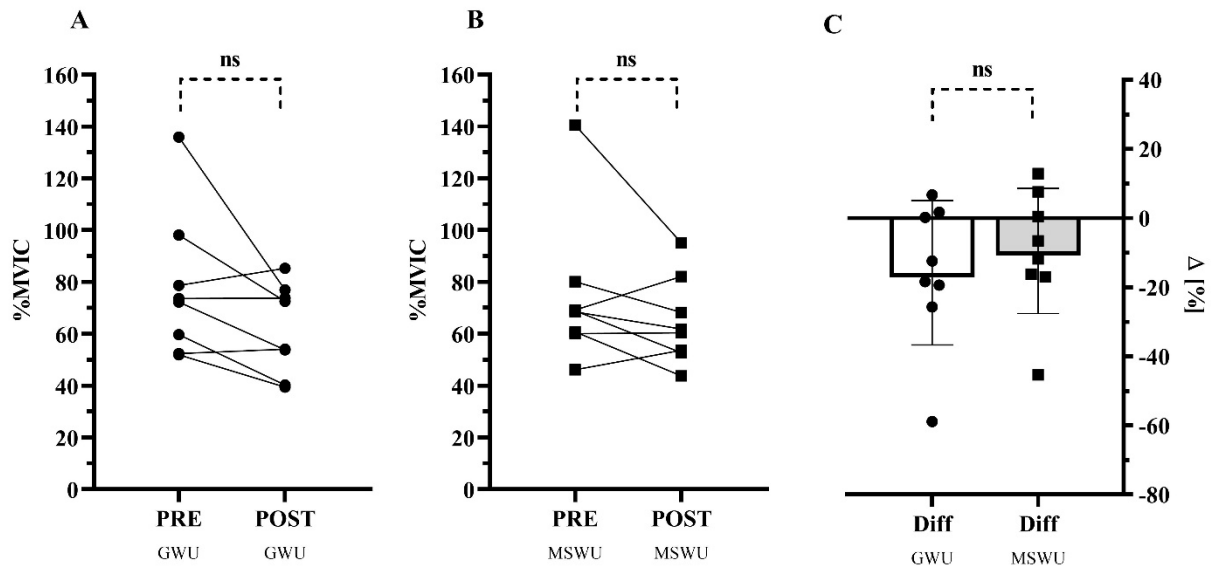 A
ns
160
140
120
100
80
60
40
20
0
%MVIC
PRE POST
GWU GWU
B
ns
160
140
120
100
80
60
40
20
0
%MVIC
PRE POST
MSWU MSWU
C
ns
40
20
0
-20
-40
-60
-80
Δ [%]
Diff Diff
GWU MSWU